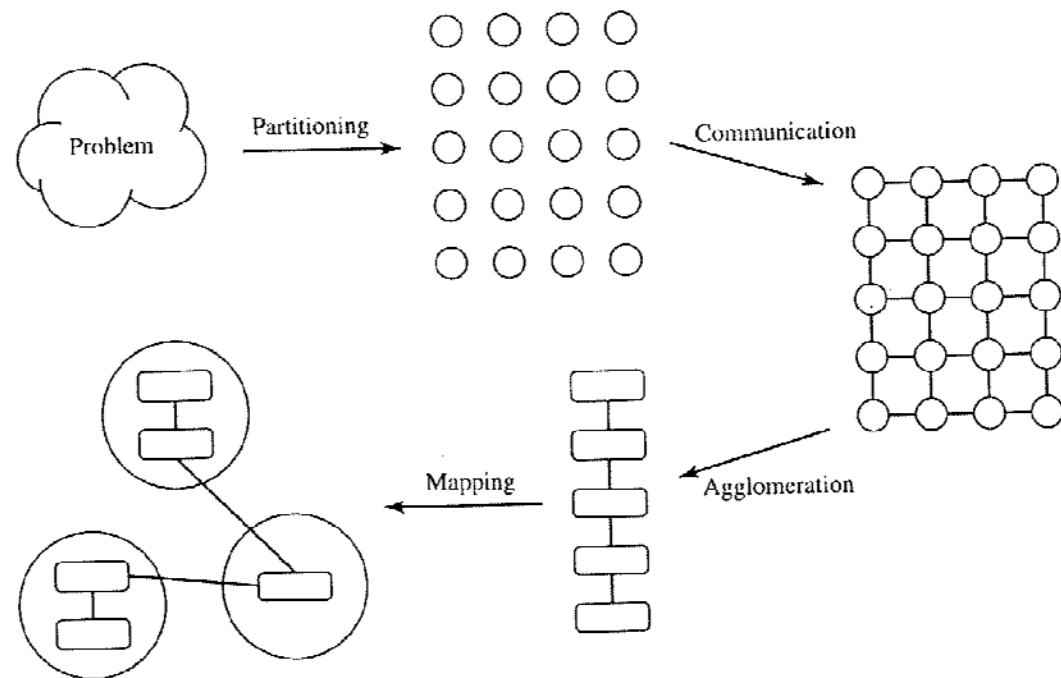 Problem
Partitioning
Communication
Agglomeration
Mapping